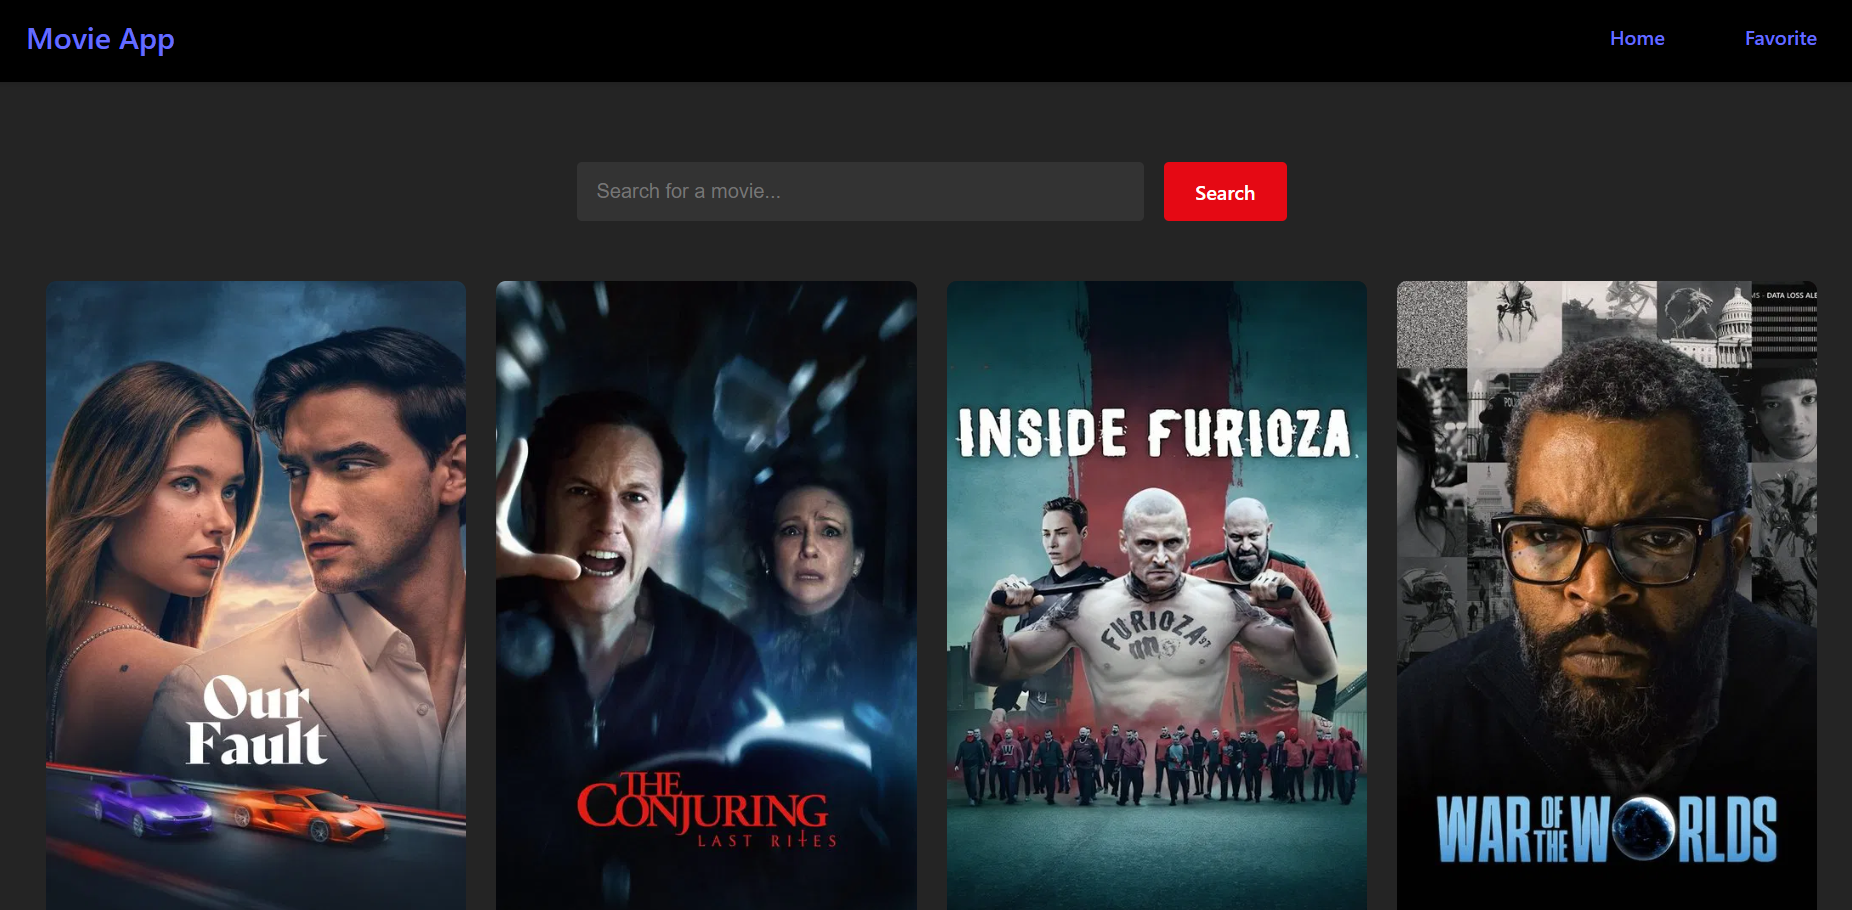 Movie App
Home
Favorite
Search for a movie...
Search
Our
Fault
THE
CONJURING
LAST RITES
INSIDE FURIOZA
FURIOZA
DATA LOSS ALE
WAR OF THE WORLDS